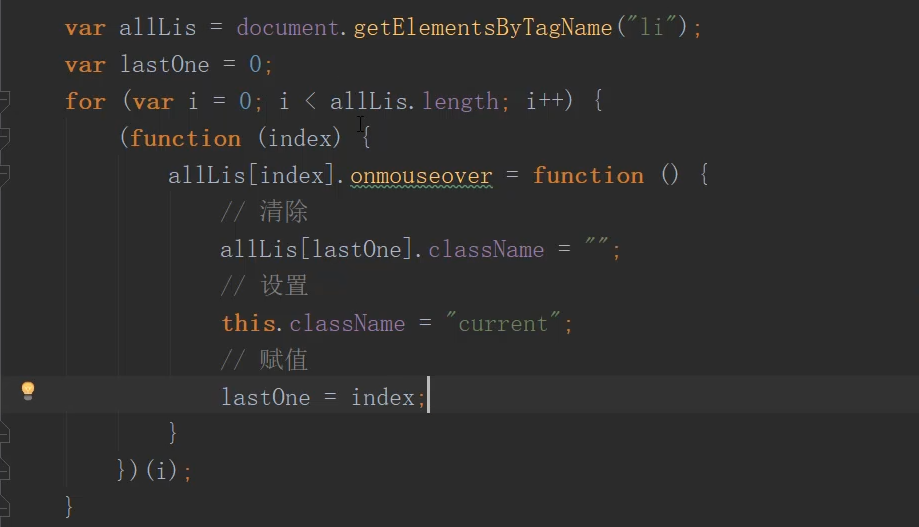 var allLis = document.getElementsByTagName("li");
var lastOne = 0;
for (var i = 0; i < allLis.length; i++) {
(function (index) {
allLis[index].onmouseover = function () {
// 清除
allLis[lastOne].className = "";
// 设置
this.className = "current";
// 赋值
lastOne = index;
}
})(i);
}